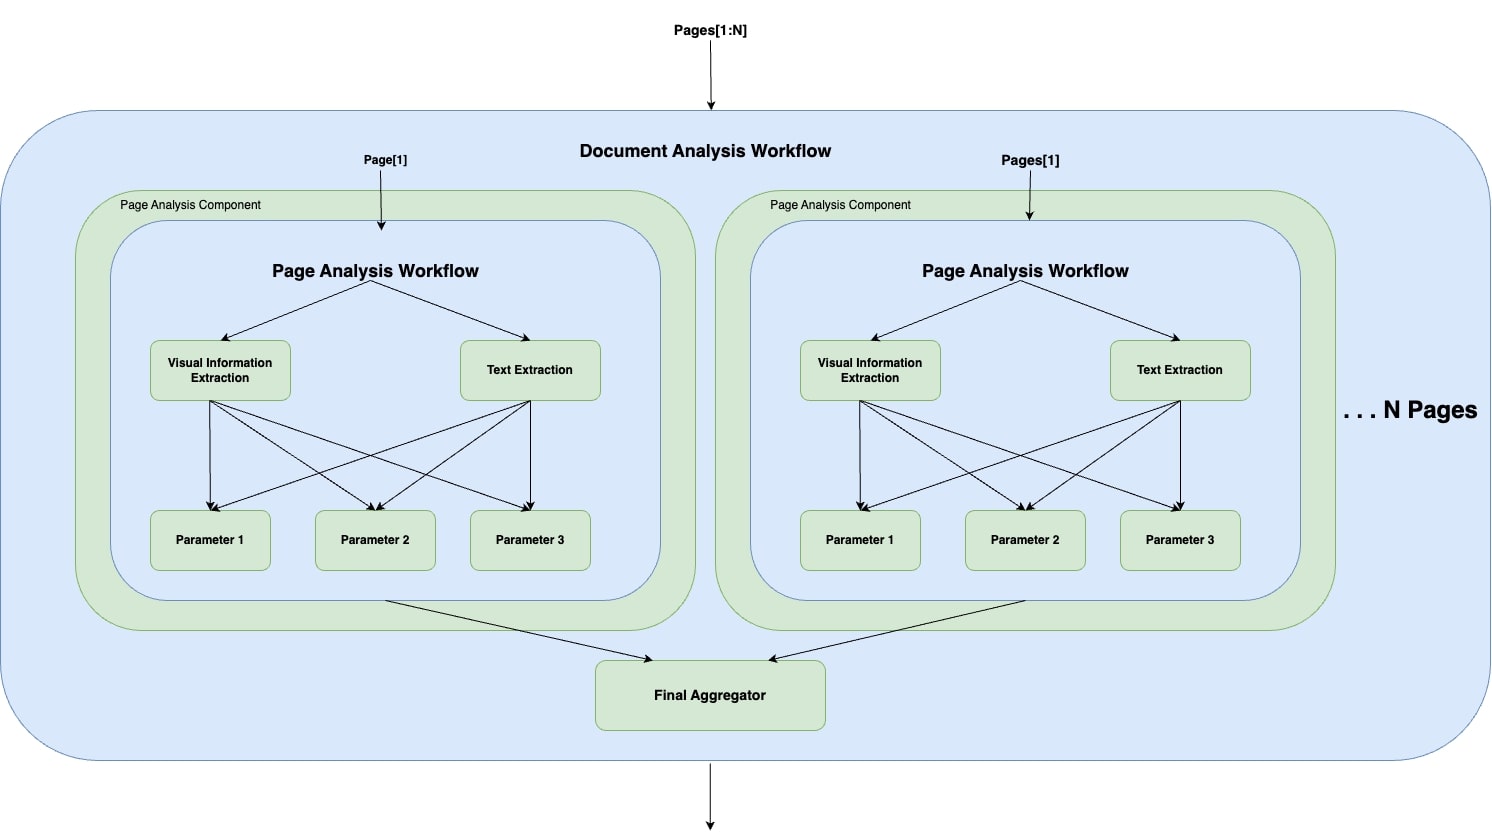 Pages[1:N]
Document Analysis Workflow
Page[1]
Pages[1]
Page Analysis Component
Page Analysis Component
Page Analysis Workflow
Page Analysis Workflow
Visual Information
Extraction
Text Extraction
Visual Information
Extraction
Text Extraction
. . . N Pages
Parameter 1
Parameter 2
Parameter 3
Parameter 1
Parameter 2
Parameter 3
Final Aggregator